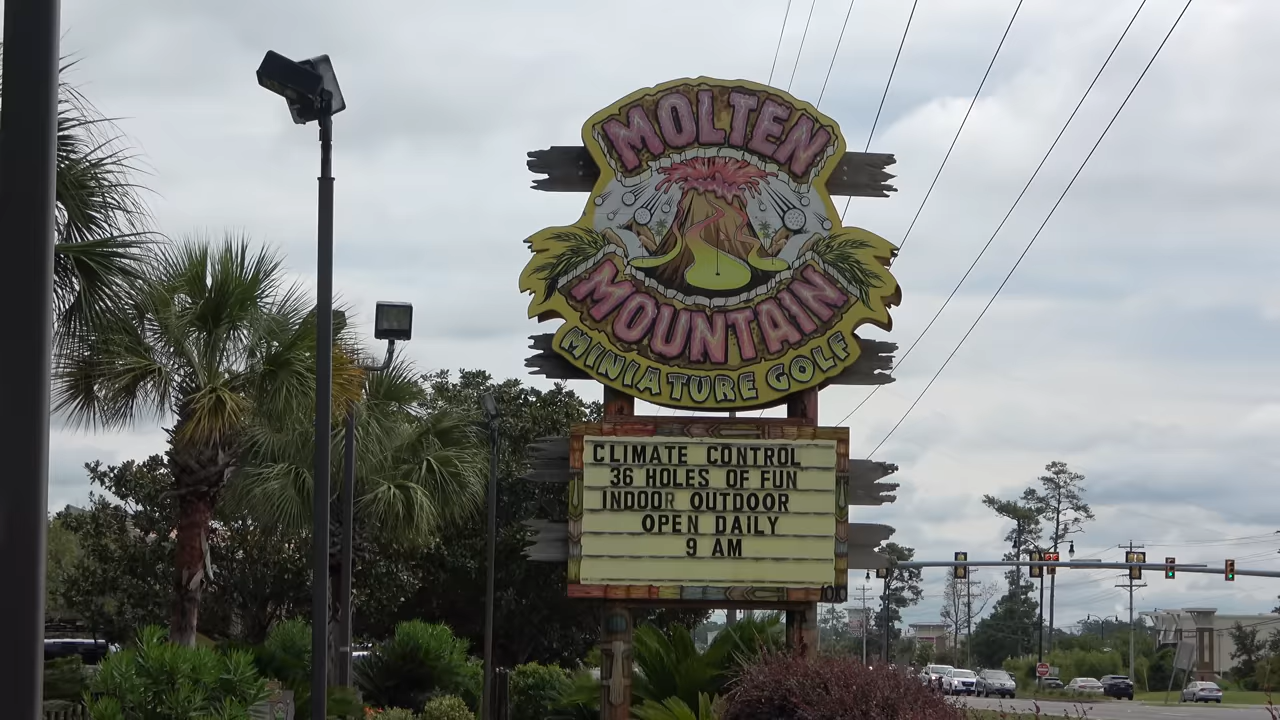 MOLTEN
MOUNTAIN
MINIATURE GOLF
CLIMATE CONTROL
36 HOLES OF FUN
INDOOR OUTDOOR
OPEN DAILY
9 AM